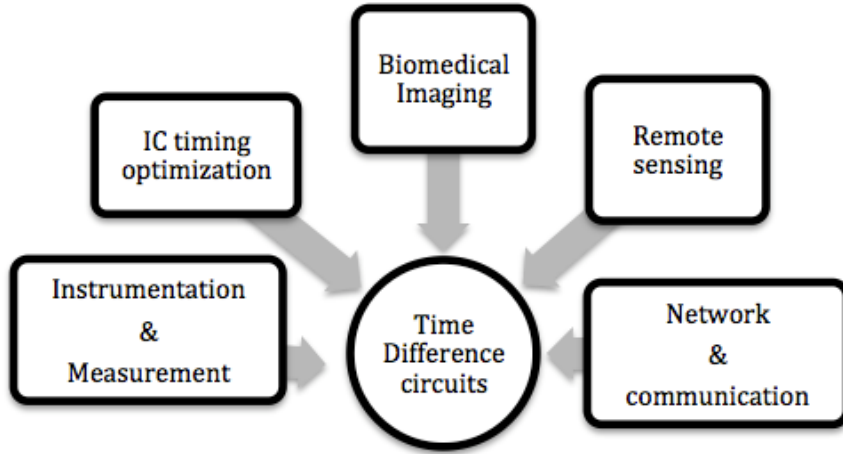 Biomedical
Imaging
IC timing
optimization
Remote
sensing
Instrumentation
&
Measurement
Time
Difference
circuits
Network
&
communication